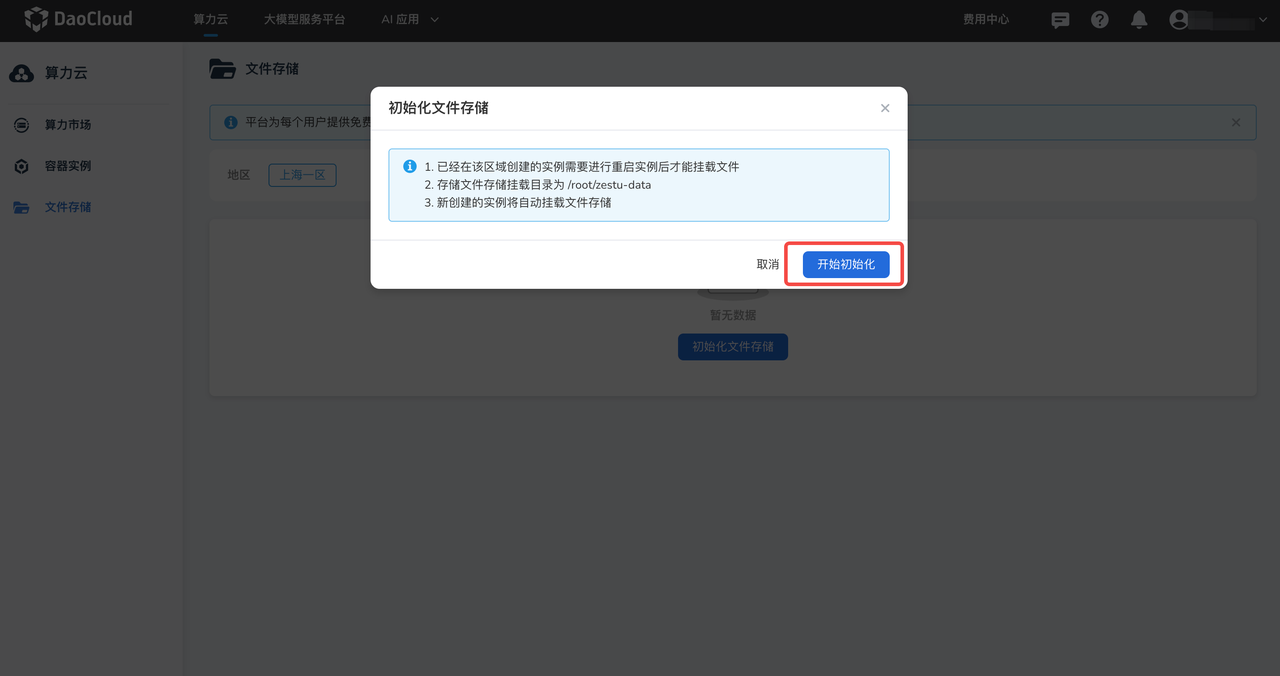 DaoCloud
算力云
大模型服务平台
AI 应用
费用中心
算力云
文件存储
算力市场
容器实例
文件存储
平台为每个用户提供免费
地区
上海一区
初始化文件存储
1. 已经在该区域创建的实例需要进行重启实例后才能挂载文件
2. 存储文件存储挂载目录为 /root/zestu-data
3. 新创建的实例将自动挂载文件存储
取消
开始初始化
暂无数据
初始化文件存储